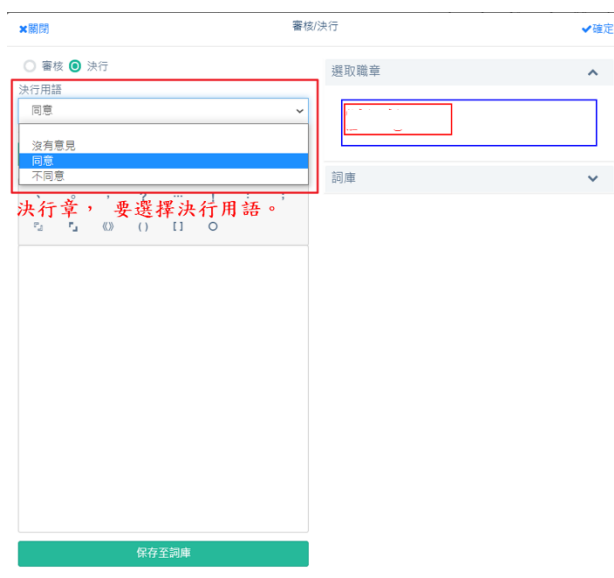 ✖關閉 審核/決行 ✔確定
審核 決行
決行用語
同意
沒有意見
同意
不同意
決行章，要選擇決行用語。
『』 「」 《》 ( ) [ ] ○
保存至詞庫
選取職章
詞庫